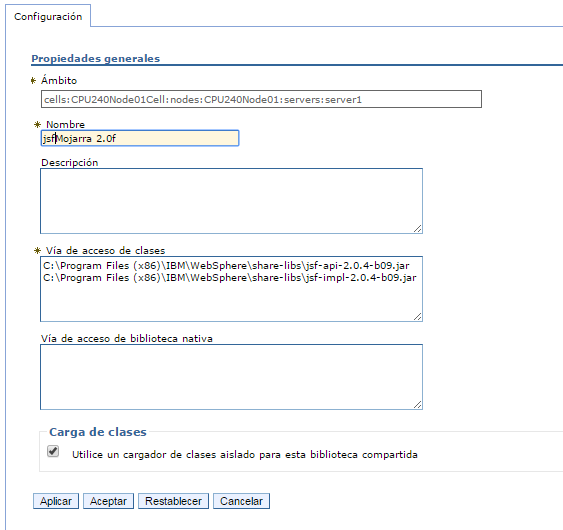 Configuración
Propiedades generales
* Ámbito
cells:CPU240Node01Cell:nodes:CPU240Node01:servers:server1
* Nombre
jsfMojarra 2.0f
Descripción
* Vía de acceso de clases
C:\Program Files (x86)\IBM\WebSphere\share-libs\jsf-api-2.0.4-b09.jar
C:\Program Files (x86)\IBM\WebSphere\share-libs\jsf-impl-2.0.4-b09.jar
Vía de acceso de biblioteca nativa
Carga de clases
Utilice un cargador de clases aislado para esta biblioteca compartida
Aplicar Aceptar Restablecer Cancelar